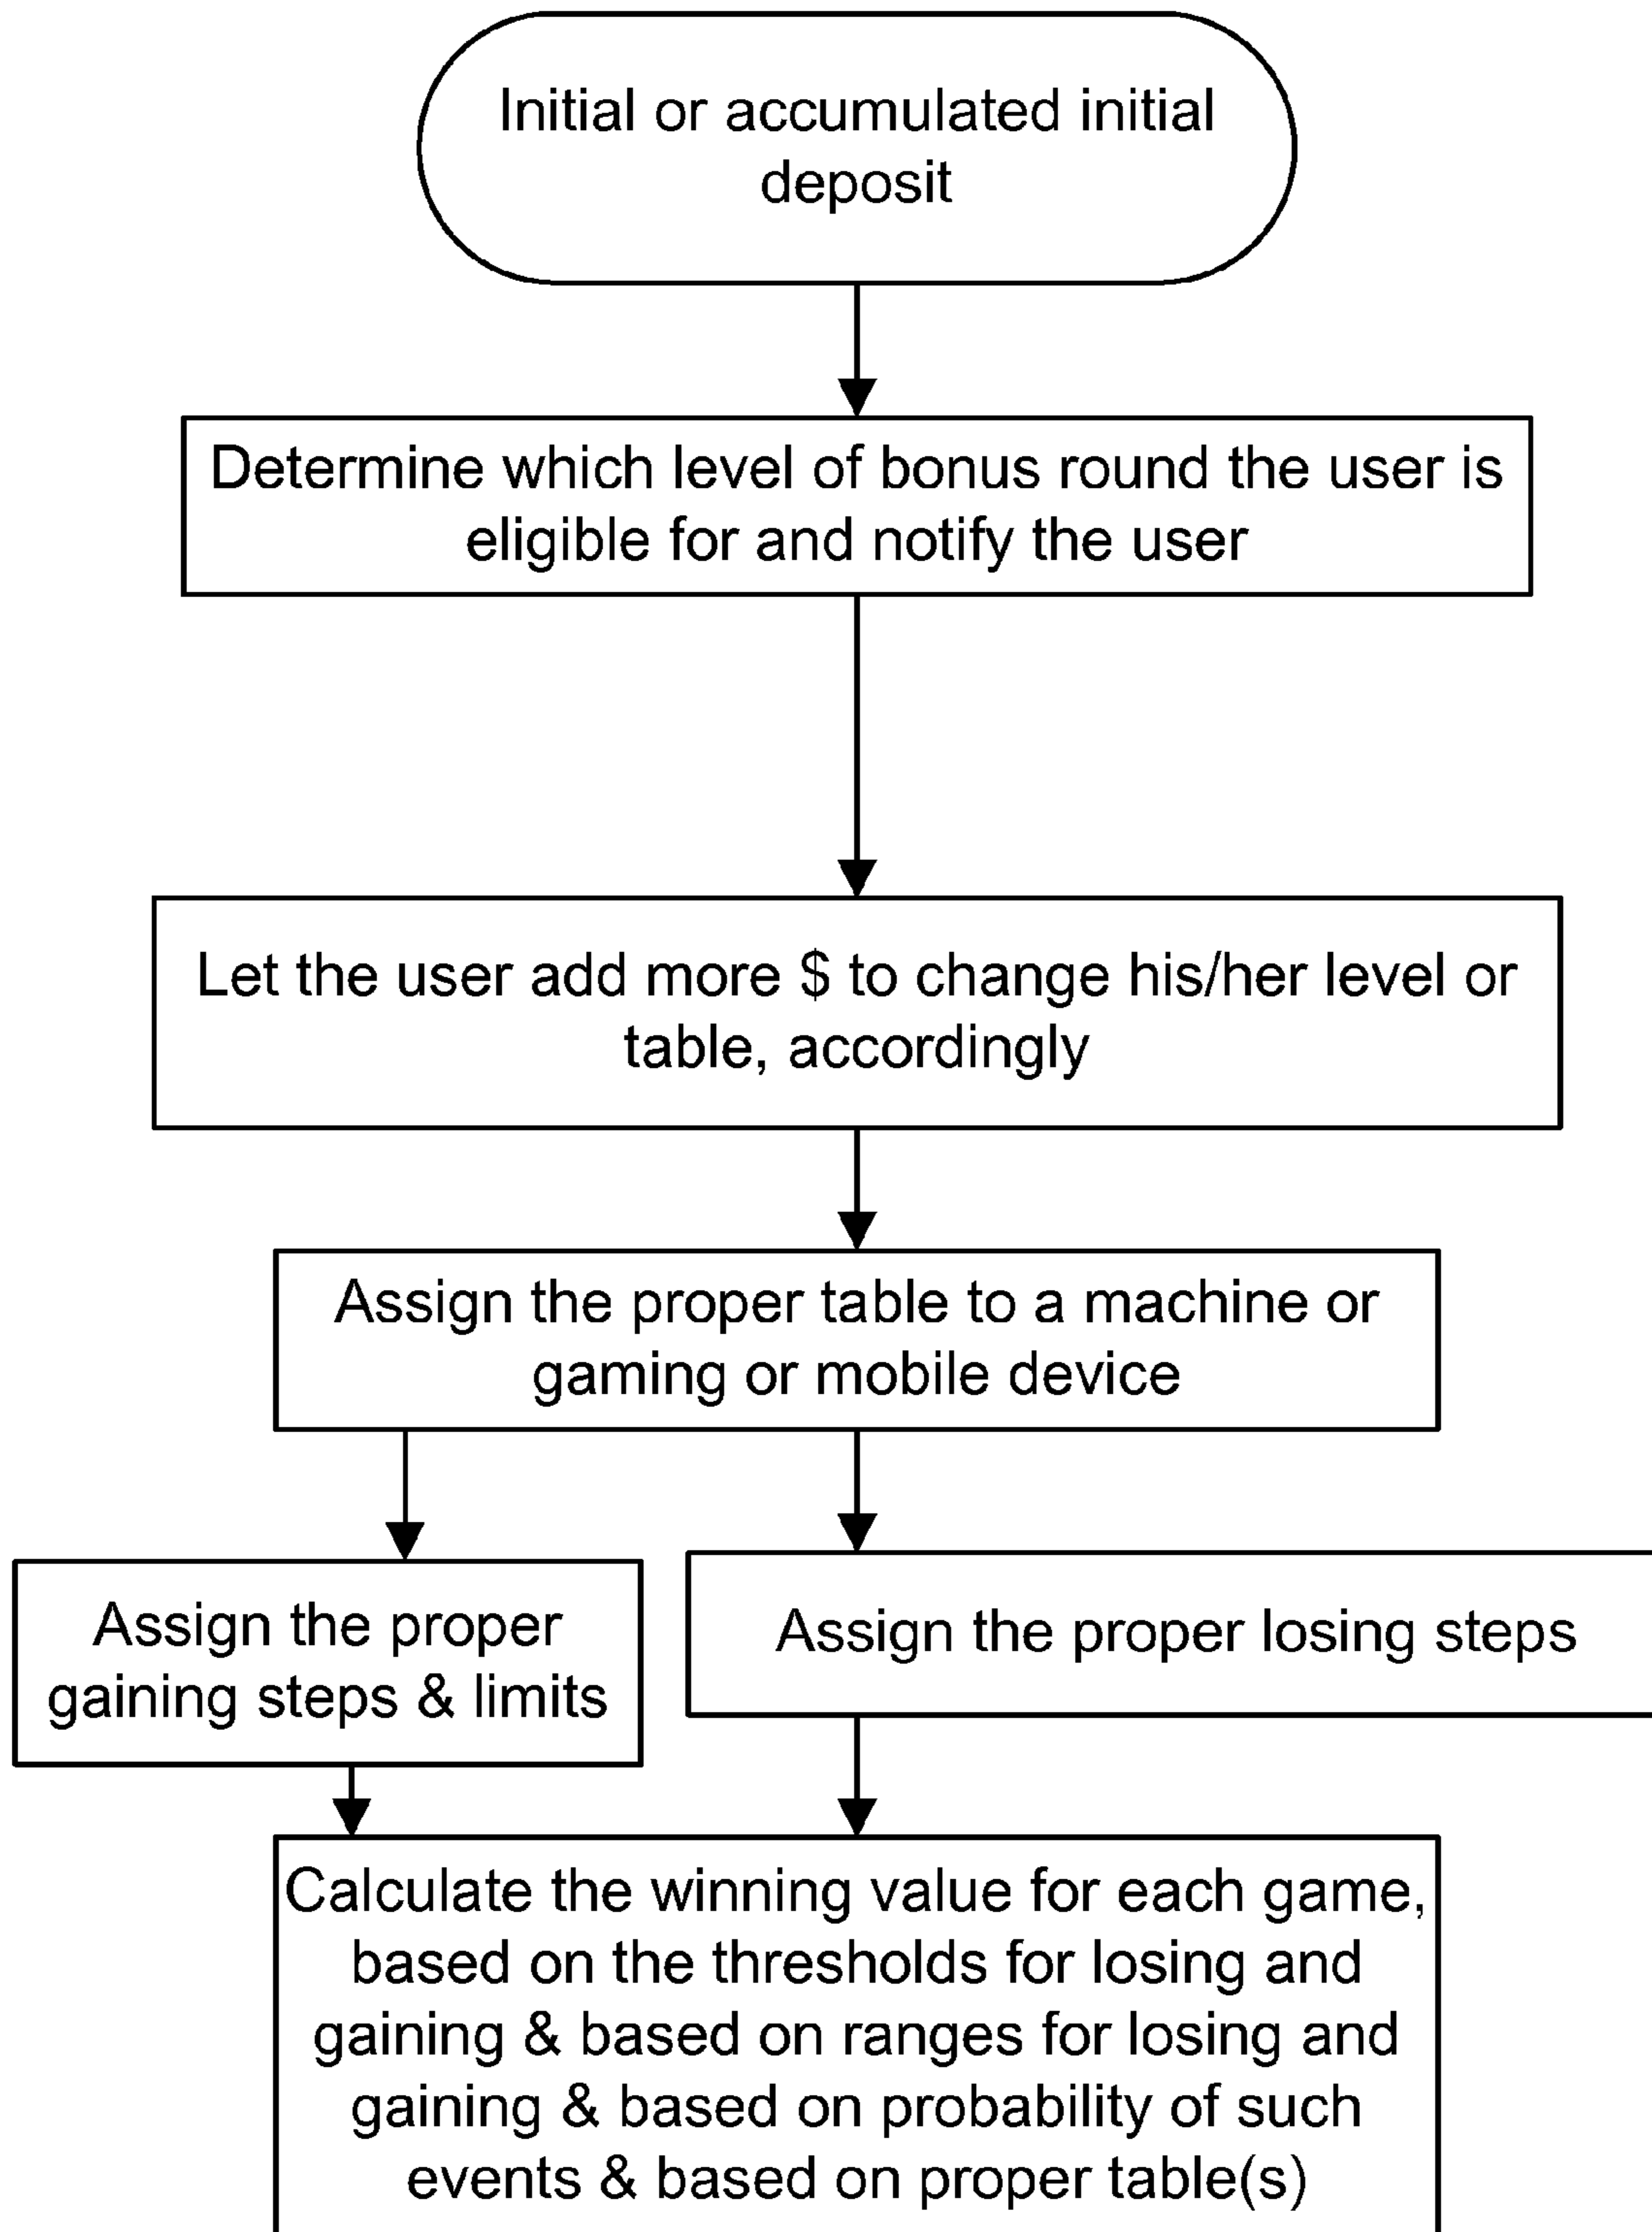 Initial or accumulated initial
deposit
Determine which level of bonus round the user is
eligible for and notify the user
Let the user add more $ to change his/her level or
table, accordingly
Assign the proper table to a machine or
gaming or mobile device
Assign the proper
gaining steps & limits
Assign the proper losing steps
Calculate the winning value for each game,
based on the thresholds for losing and
gaining & based on ranges for losing and
gaining & based on probability of such
events & based on proper table(s)